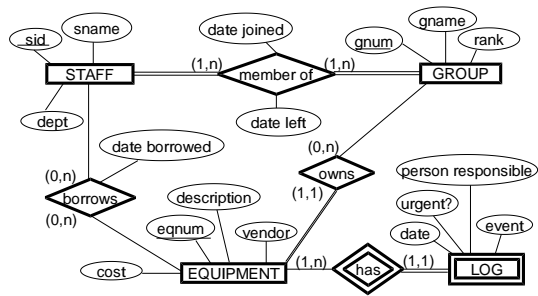 sname
gname
date joined
sid
gnum
rank
(1,n)
(1,n)
STAFF
member of
GROUP
dept
date left
date borrowed
(0,n)
(0,n)
owns
person responsible
borrows
description
(1,1)
urgent?
(0,n)
eqnum
vendor
date
event
cost
EQUIPMENT
(1,n)
has
(1,1)
LOG